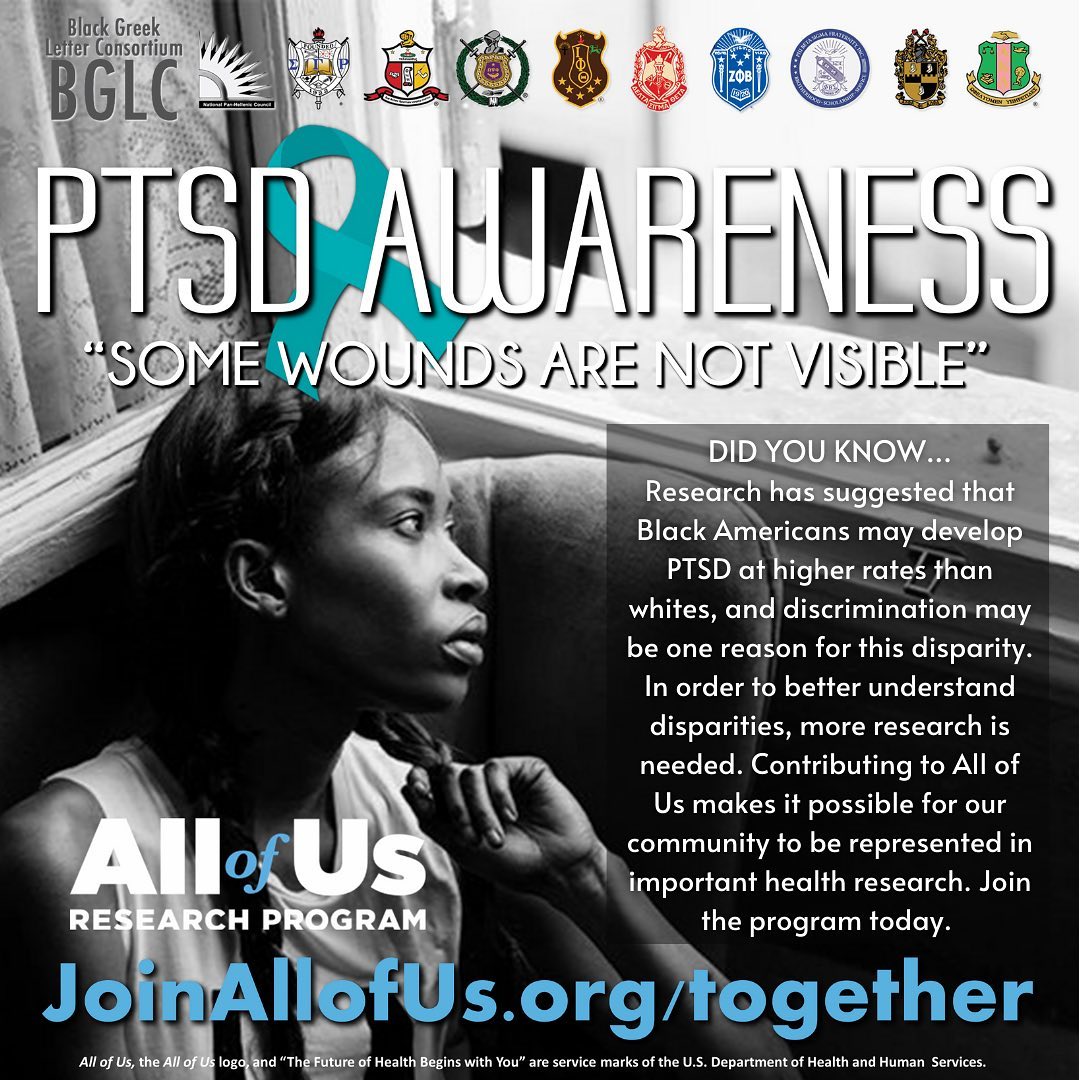 Black Greek
Letter Consortium
BGLC
National Pan-Hellenic Council
ΖΦΒ
1920
PTSD AWARENESS
“SOME WOUNDS ARE NOT VISIBLE”
DID YOU KNOW...
Research has suggested that
Black Americans may develop
PTSD at higher rates than
whites, and discrimination may
be one reason for this disparity.
In order to better understand
disparities, more research is
needed. Contributing to All of
Us makes it possible for our
community to be represented in
important health research. Join
the program today.
All of Us
RESEARCH PROGRAM
JoinAllofUs.org/together
All of Us, the All of Us logo, and “The Future of Health Begins with You” are service marks of the U.S. Department of Health and Human Services.